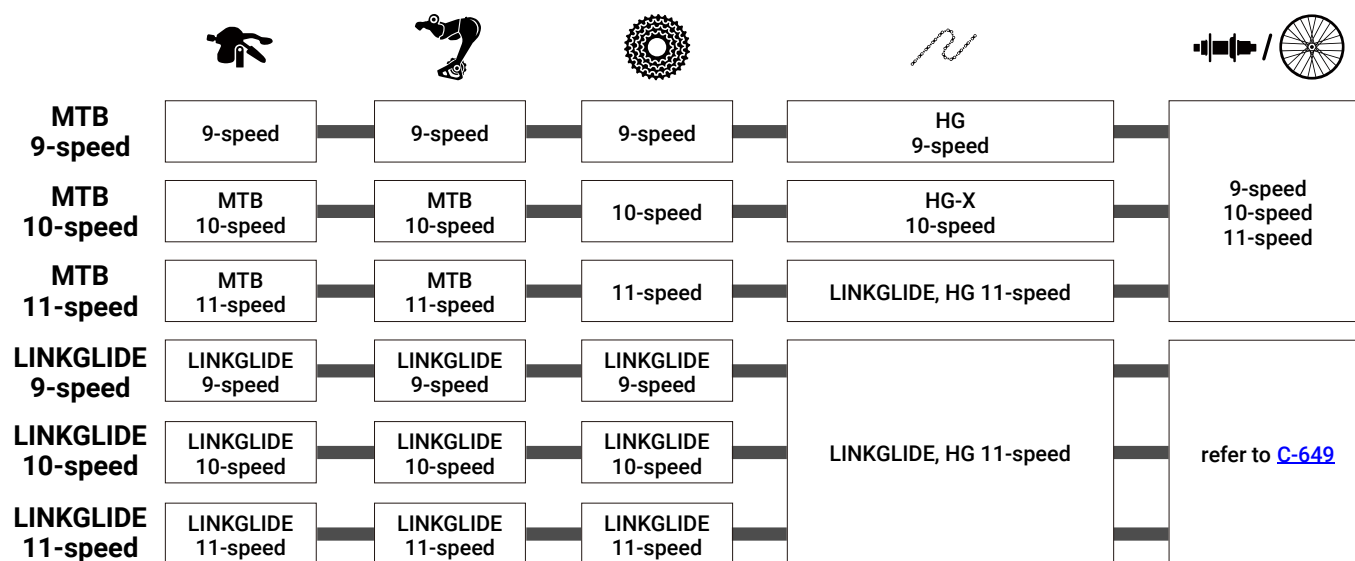 MTB
9-speed
9-speed
9-speed
9-speed
HG
9-speed
MTB
10-speed
MTB
10-speed
MTB
10-speed
10-speed
HG-X
10-speed
9-speed
10-speed
11-speed
MTB
11-speed
MTB
11-speed
MTB
11-speed
11-speed
LINKGLIDE, HG 11-speed
LINKGLIDE
9-speed
LINKGLIDE
9-speed
LINKGLIDE
9-speed
LINKGLIDE
9-speed
LINKGLIDE
10-speed
LINKGLIDE
10-speed
LINKGLIDE
10-speed
LINKGLIDE
10-speed
LINKGLIDE, HG 11-speed
refer to C-649
LINKGLIDE
11-speed
LINKGLIDE
11-speed
LINKGLIDE
11-speed
LINKGLIDE
11-speed